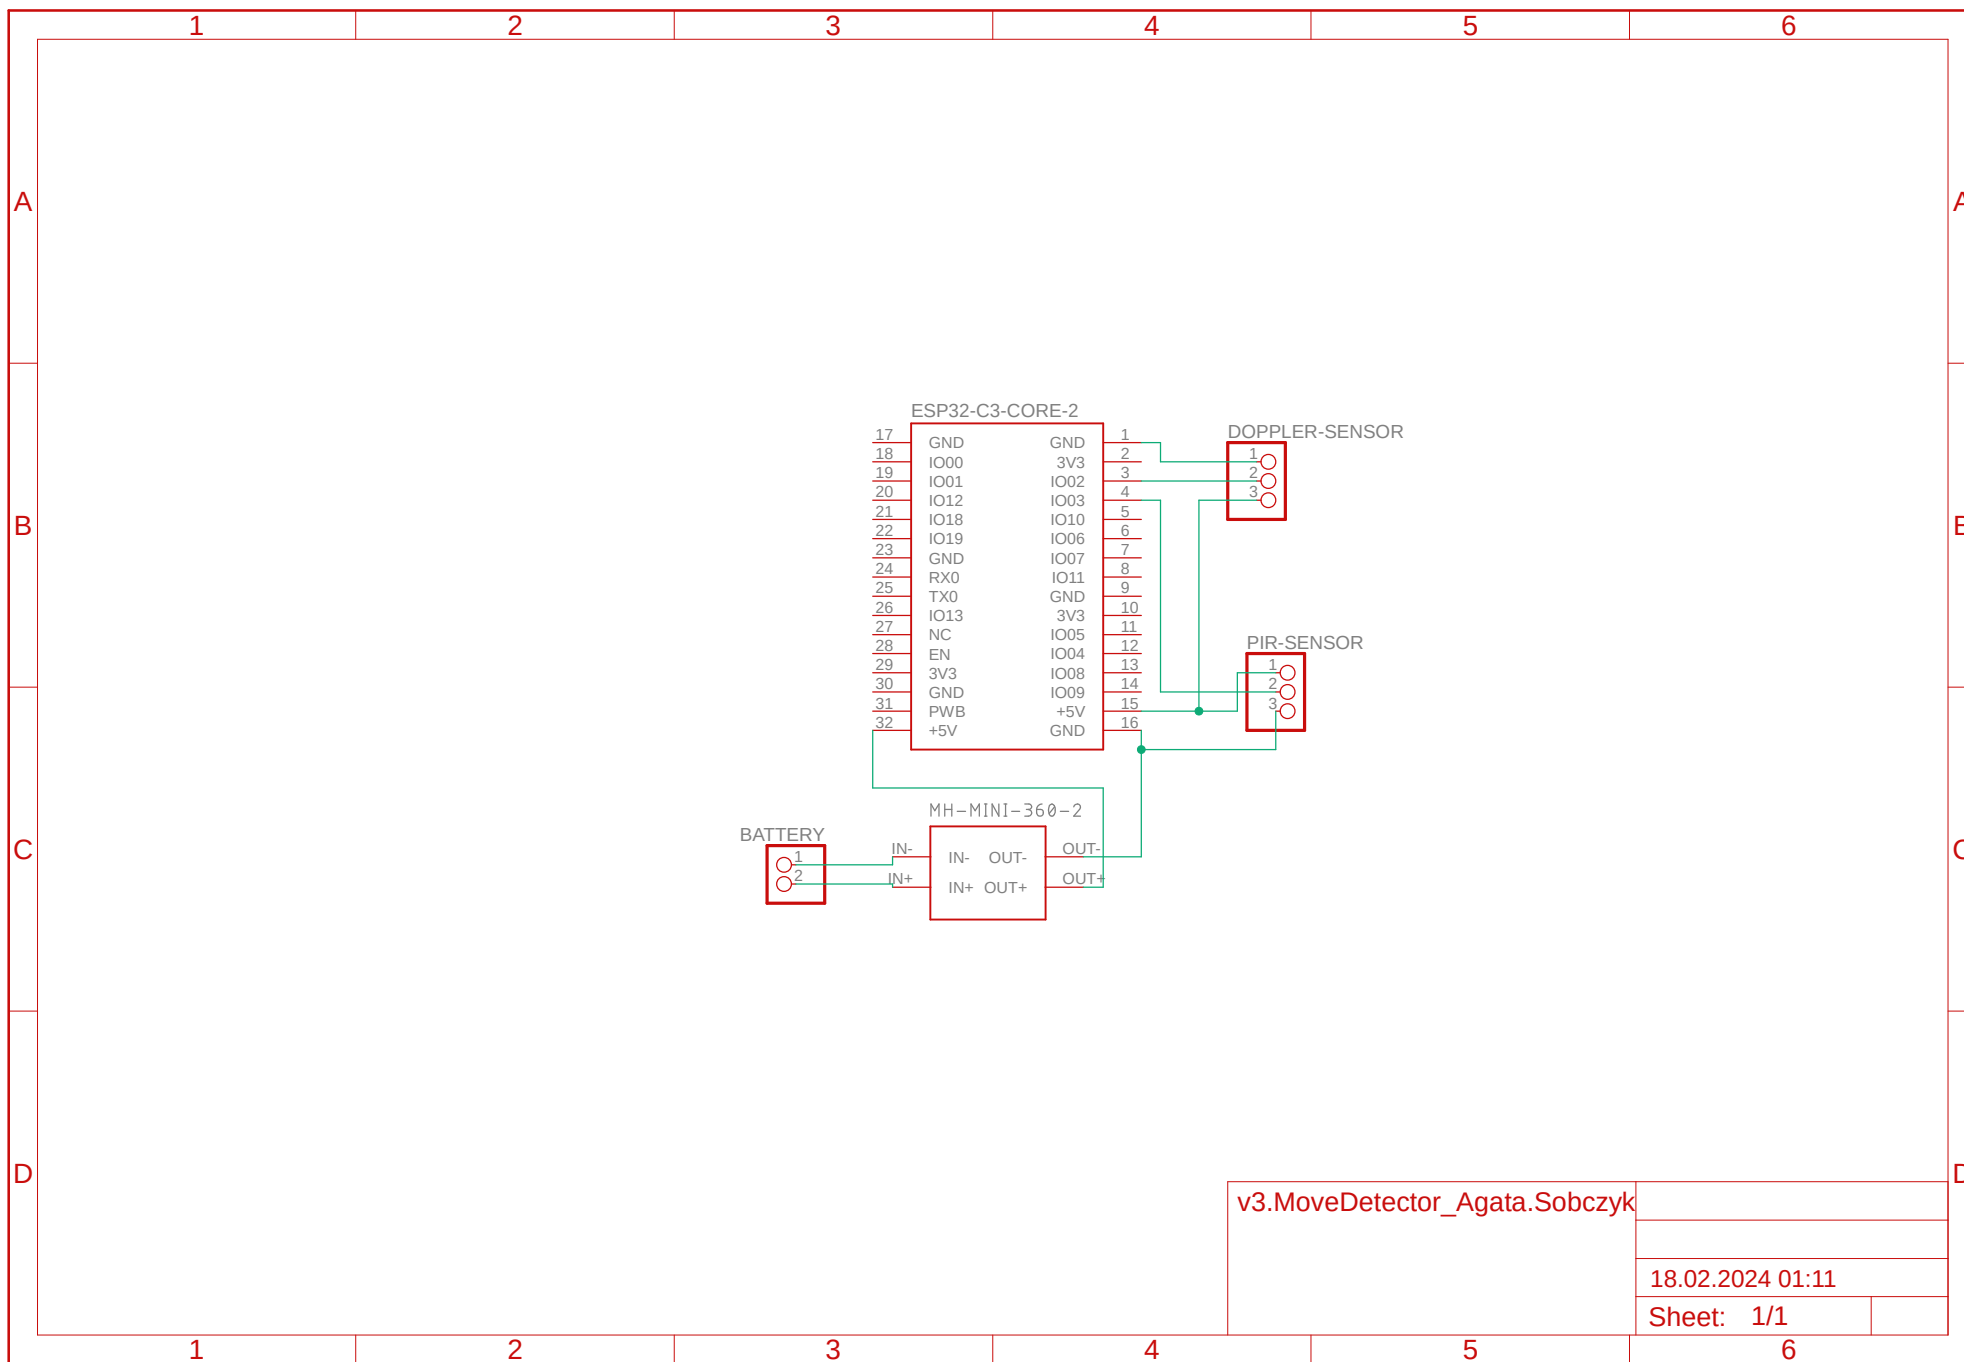 1 2 3 4 5 6
A A
B B
C C
D D
ESP32-C3-CORE-2
17 GND GND 1
18 IO00 3V3 2
19 IO01 IO02 3
20 IO12 IO03 4
21 IO18 IO10 5
22 IO19 IO06 6
23 GND IO07 7
24 RX0 IO11 8
25 TX0 GND 9
26 IO13 3V3 10
27 NC IO05 11
28 EN IO04 12
29 3V3 IO08 13
30 GND IO09 14
31 PWB +5V 15
32 +5V GND 16
DOPPLER-SENSOR
1
2
3
PIR-SENSOR
1
2
3
MH-MINI-360-2
IN- IN- OUT- OUT-
IN+ IN+ OUT+ OUT+
BATTERY
1
2
v3.MoveDetector_Agata.Sobczyk
18.02.2024 01:11
Sheet: 1/1
1 2 3 4 5 6